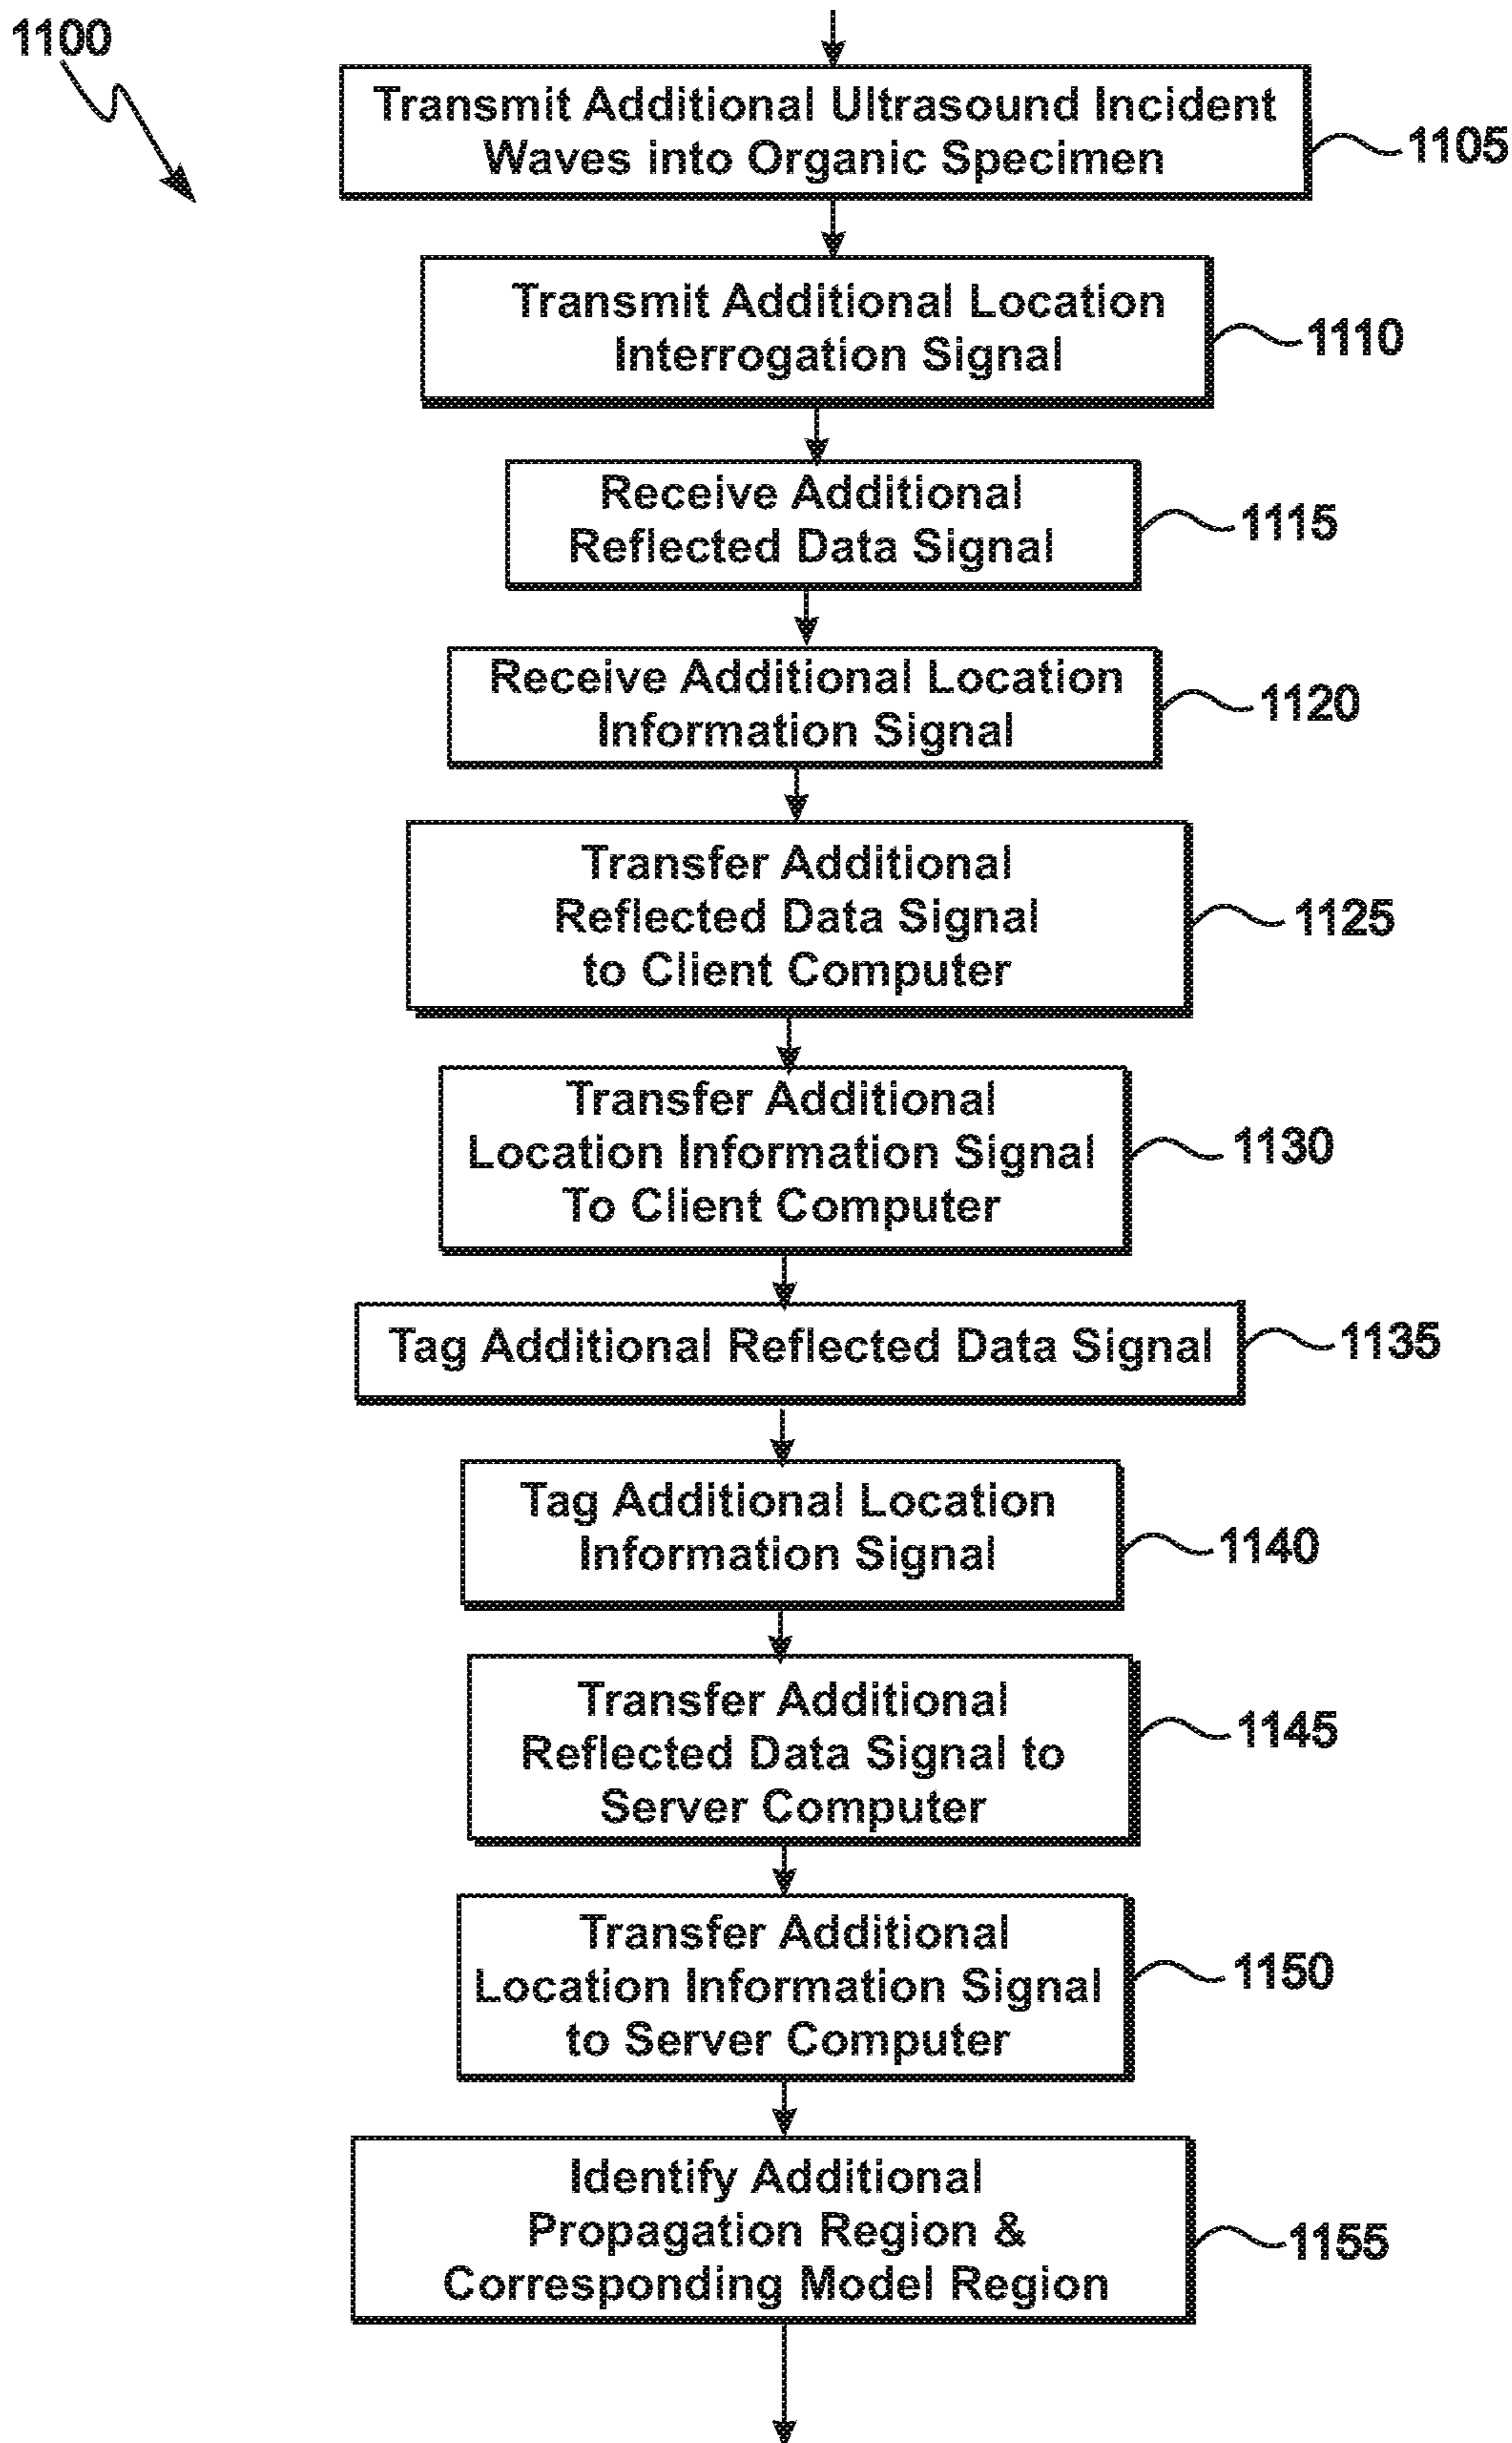 1100
Transmit Additional Ultrasound Incident
Waves into Organic Specimen
1105
Transmit Additional Location
Interrogation Signal
1110
Receive Additional
Reflected Data Signal
1115
Receive Additional Location
Information Signal
1120
Transfer Additional
Reflected Data Signal
to Client Computer
1125
Transfer Additional
Location Information Signal
To Client Computer
1130
Tag Additional Reflected Data Signal
1135
Tag Additional Location
Information Signal
1140
Transfer Additional
Reflected Data Signal to
Server Computer
1145
Transfer Additional
Location Information Signal
to Server Computer
1150
Identify Additional
Propagation Region &
Corresponding Model Region
1155